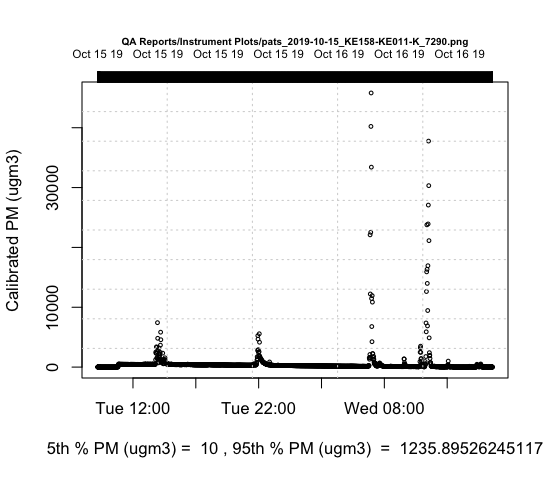 QA Reports/Instrument Plots/pats_2019-10-15_KE158-KE011-K_7290.png
Oct 15 19 Oct 15 19 Oct 15 19 Oct 15 19 Oct 16 19 Oct 16 19 Oct 16 19
Calibrated PM (ugm3)
30000
10000
0
Tue 12:00 Tue 22:00 Wed 08:00
5th % PM (ugm3) = 10 , 95th % PM (ugm3) = 1235.89526245117